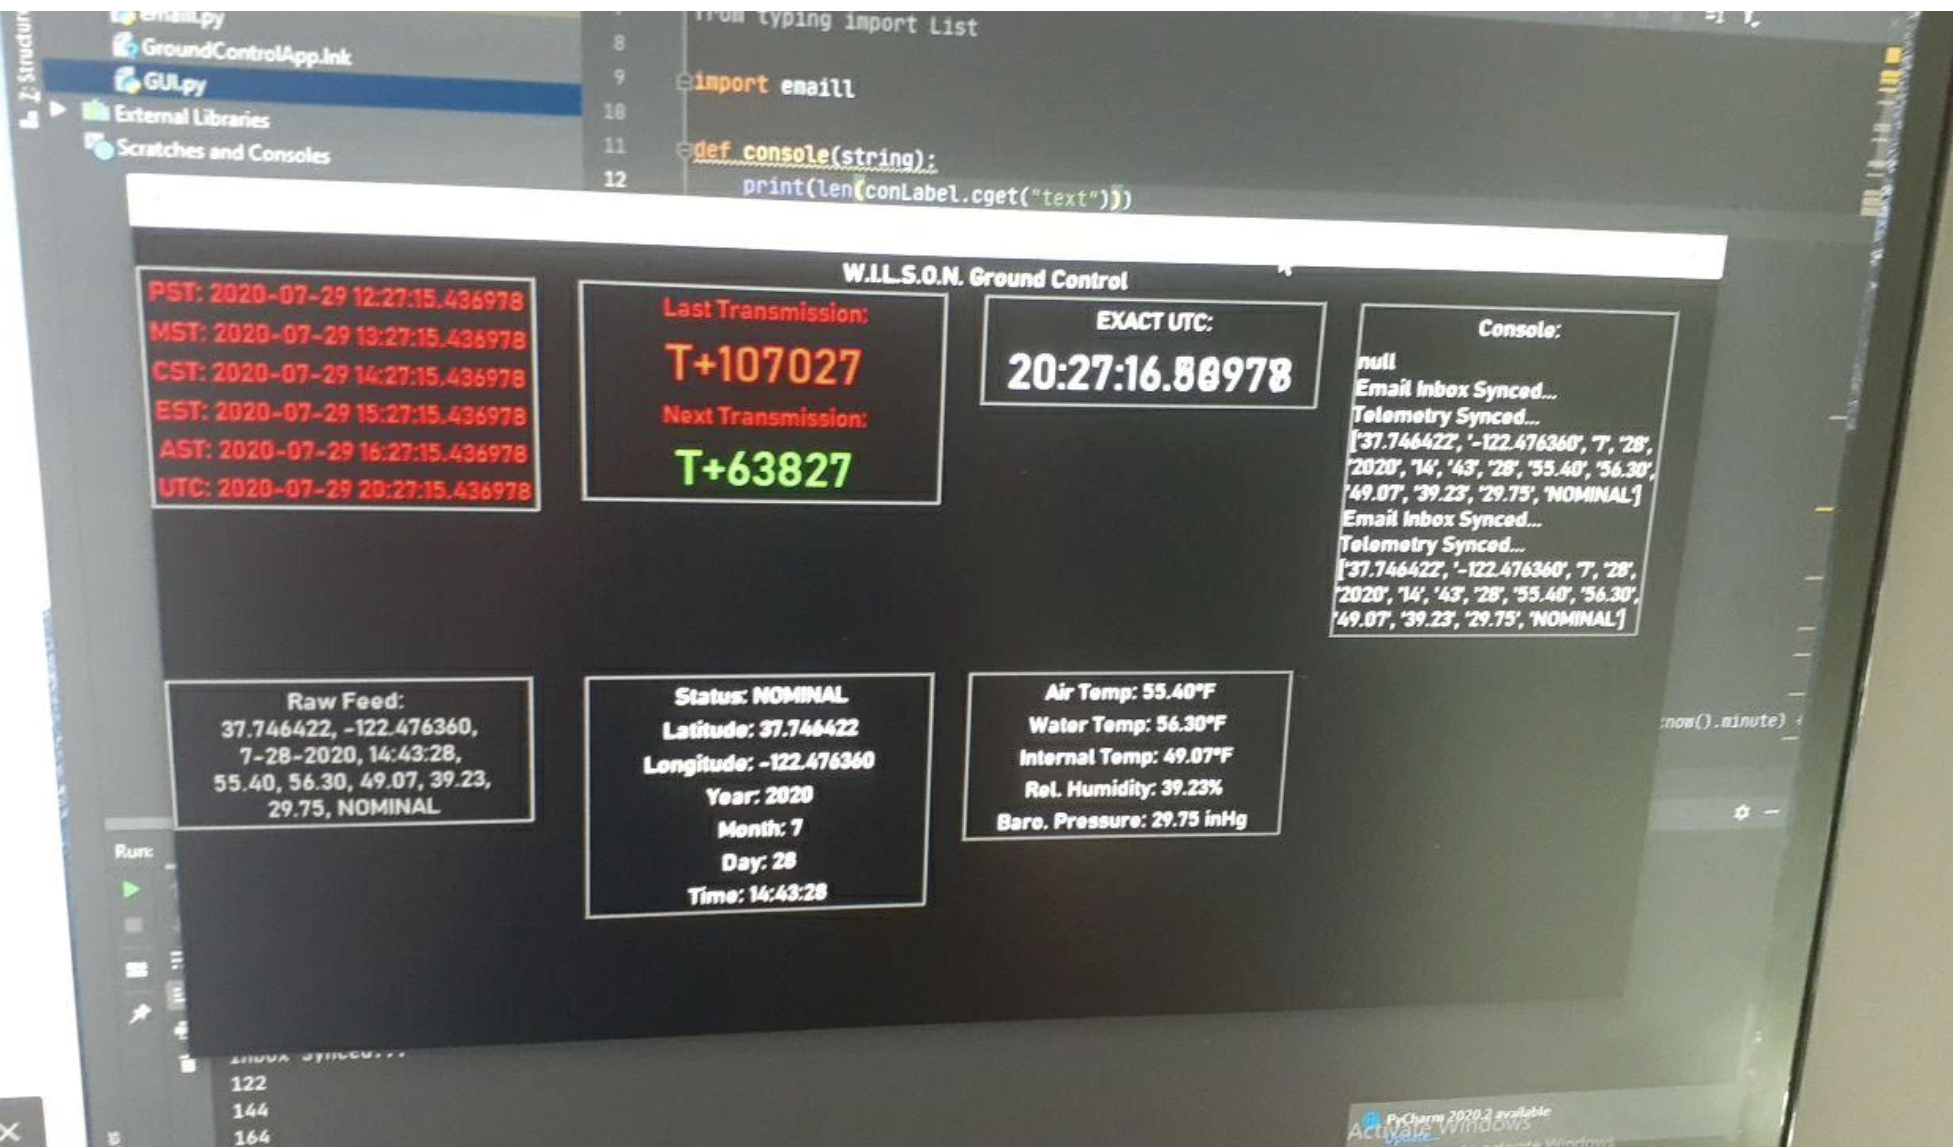 Z: Structure
emaill.py
GroundControlApp.lnk
GUI.py
External Libraries
Scratches and Consoles
from typing import List
8
9 import emaill
10
11 def console(string):
12 print(len(conLabel.cget("text")))
W.I.L.S.O.N. Ground Control
PST: 2020-07-29 12:27:15.436978
MST: 2020-07-29 13:27:15.436978
CST: 2020-07-29 14:27:15.436978
EST: 2020-07-29 15:27:15.436978
AST: 2020-07-29 16:27:15.436978
UTC: 2020-07-29 20:27:15.436978
Last Transmission:
T+107027
Next Transmission:
T+63827
EXACT UTC:
Console:
null
Email Inbox Synced...
Telemetry Synced...
['37.746422', '-122.476360', '7', '28',
'2020', '14', '43', '28', '55.40', '56.30',
'49.07', '39.23', '29.75', 'NOMINAL']
Email Inbox Synced...
Telemetry Synced...
['37.746422', '-122.476360', '7', '28',
'2020', '14', '43', '28', '55.40', '56.30',
'49.07', '39.23', '29.75', 'NOMINAL']
Raw Feed:
37.746422, -122.476360,
7-28-2020, 14:43:28,
55.40, 56.30, 49.07, 39.23,
29.75, NOMINAL
Status: NOMINAL
Latitude: 37.746422
Longitude: -122.476360
Year: 2020
Month: 7
Day: 28
Time: 14:43:28
Air Temp: 55.40°F
Water Temp: 56.30°F
Internal Temp: 49.07°F
Rel. Humidity: 39.23%
Baro. Pressure: 29.75 inHg
now().minute)
Run:
Inbox Synced...
122
144
164
PyCharm 2020.2 available
Update...
Activate Windows